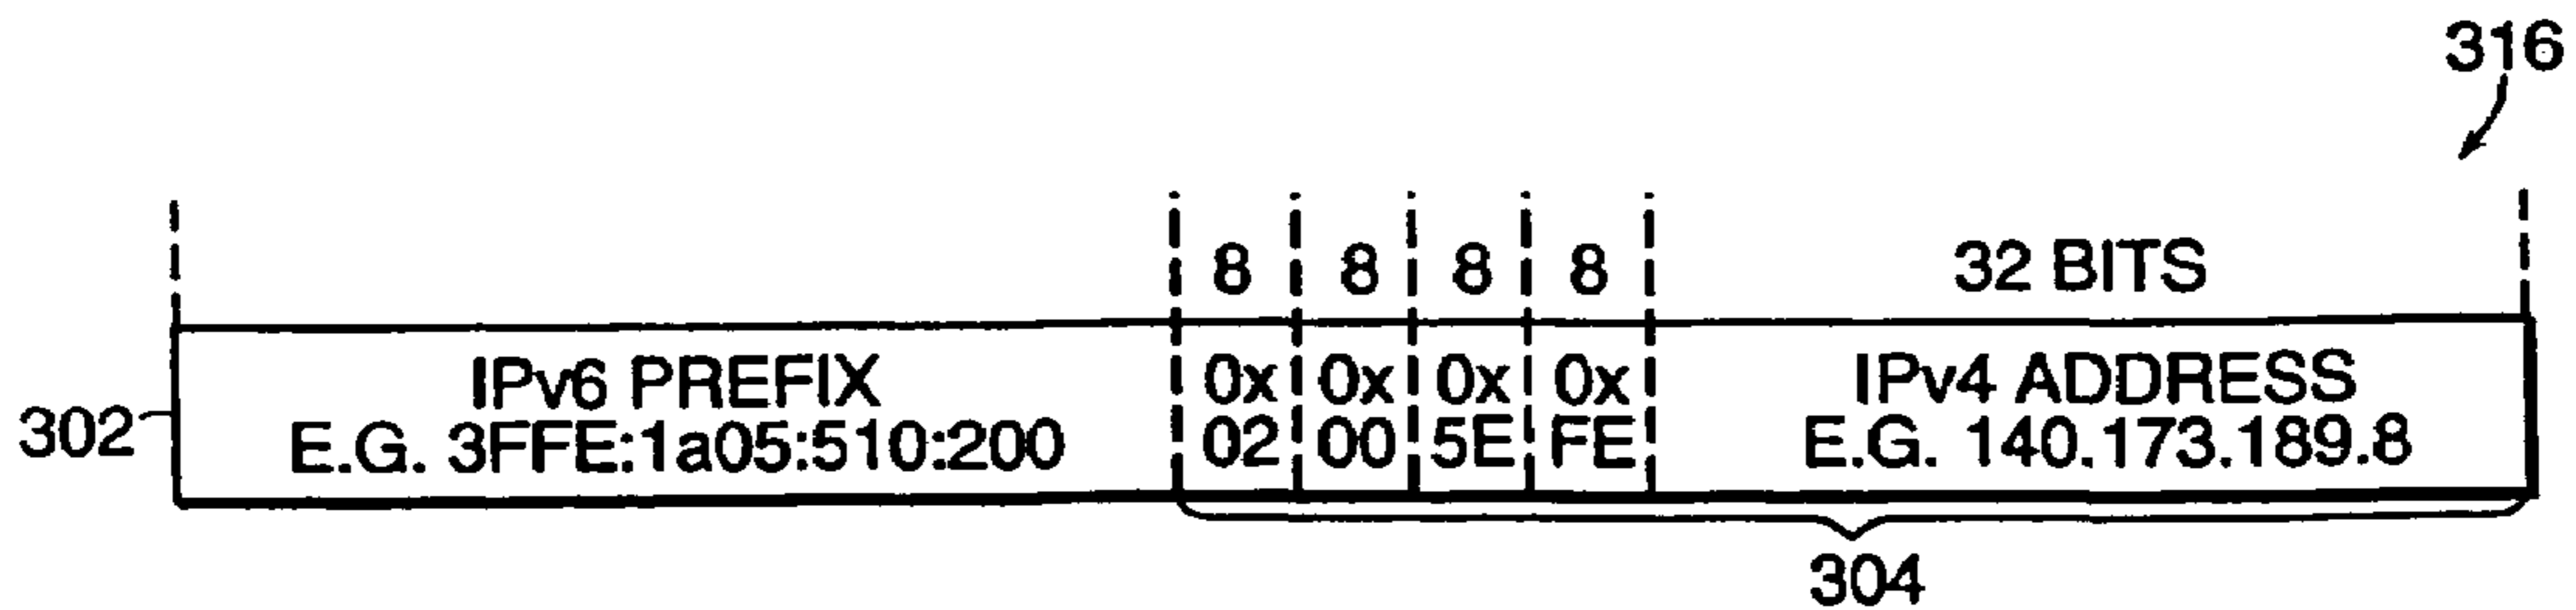 316
8 8 8 8 32 BITS
IPv6 PREFIX 0x 0x 0x 0x IPv4 ADDRESS
302 E.G. 3FFE:1a05:510:200 02 00 5E FE E.G. 140.173.189.8
304